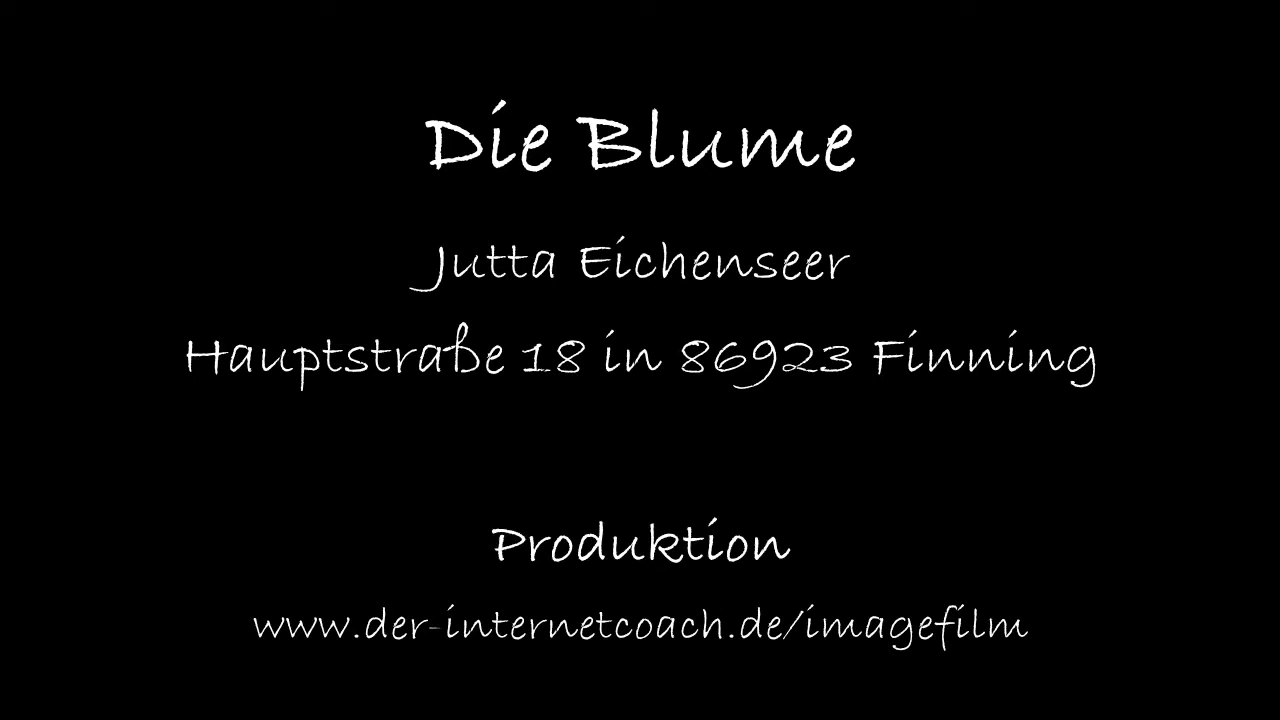 Die Blume
Jutta Eichenseer
Hauptstraße 18 in 86923 Finning
Produktion
www.der-internetcoach.de/imagefilm